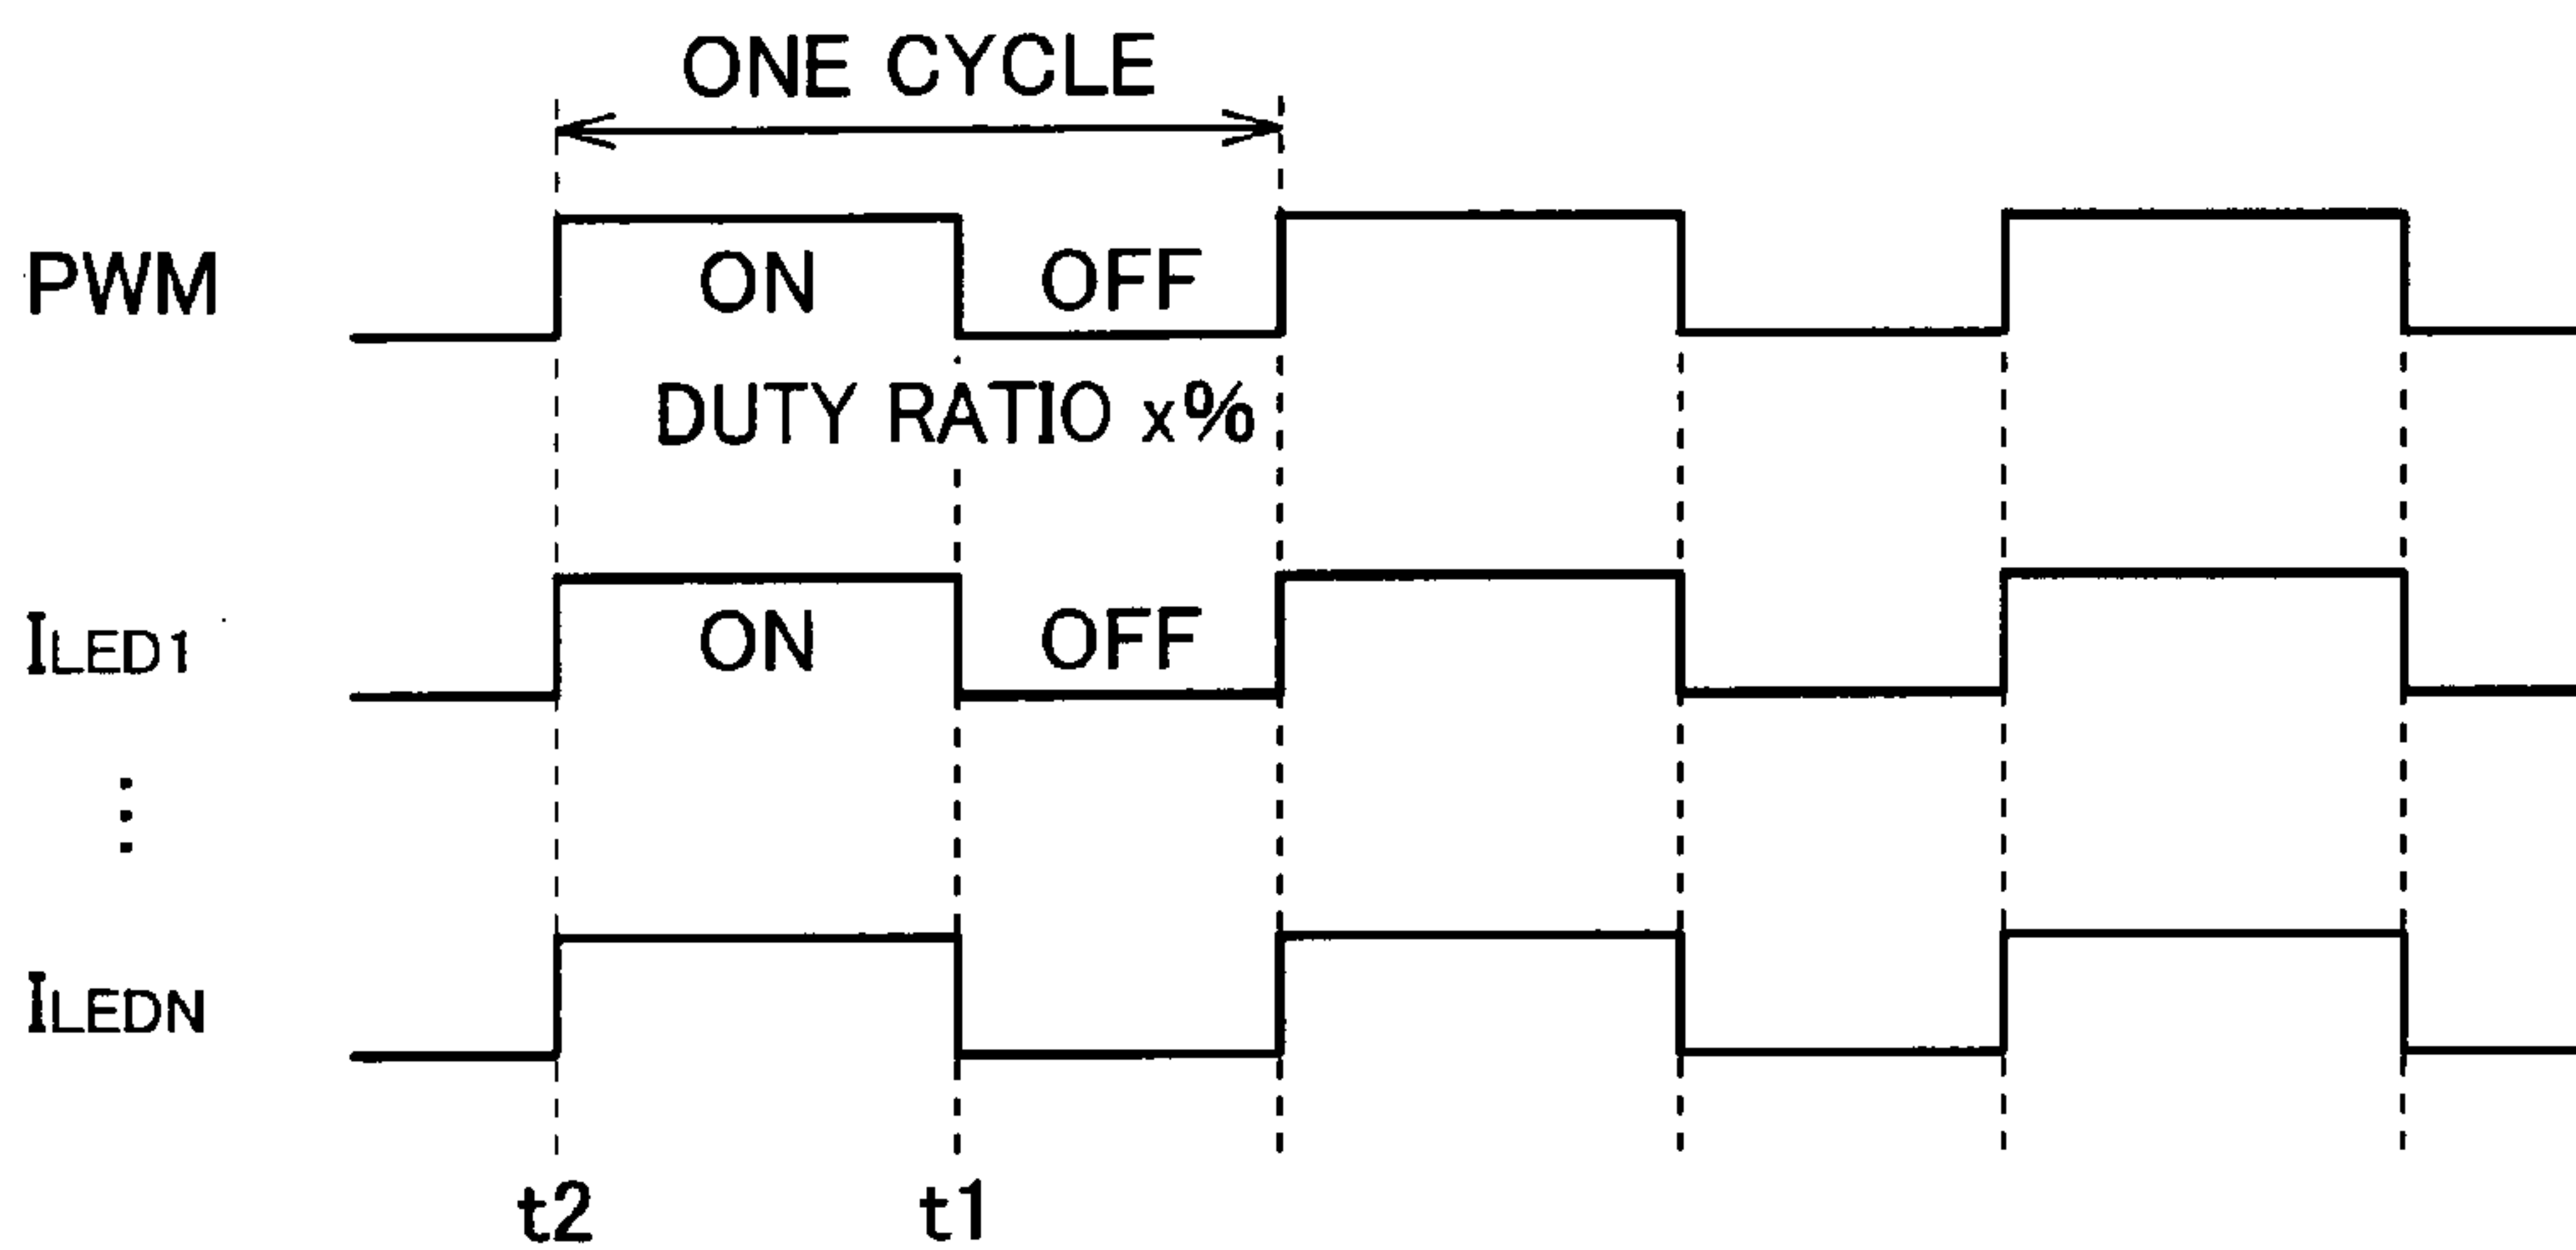 ONE CYCLE
PWM
ON OFF
DUTY RATIO x%
ILED1
ON OFF
ILEDN
t2 t1